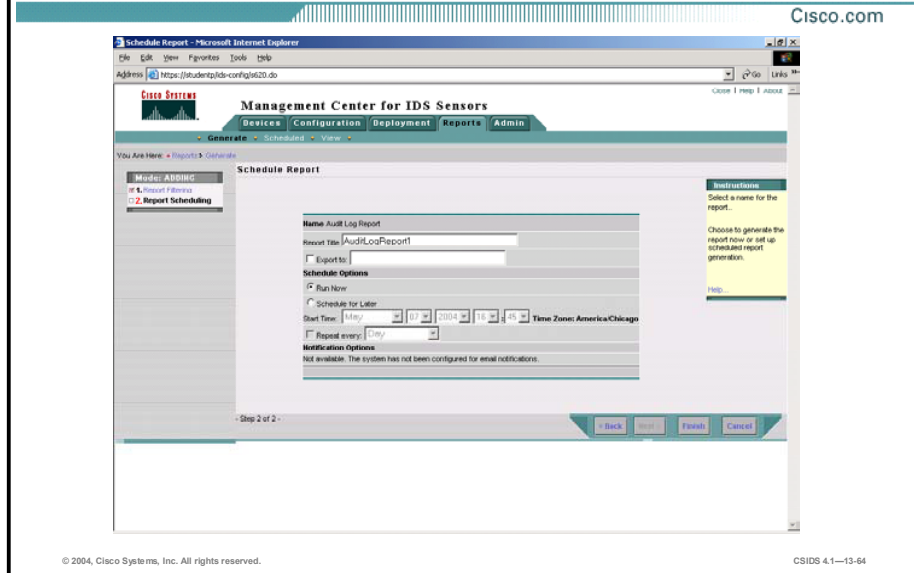 Cisco.com
Schedule Report - Microsoft Internet Explorer
File Edit View Favorites Tools Help
Address https://studentp/ids-config/s620.do Go Links »
Close | Help | About
CISCO SYSTEMS
Management Center for IDS Sensors
Devices Configuration Deployment Reports Admin
Generate Scheduled View
You Are Here: Reports Generate
Mode: ADDING
1. Report Filtering
2. Report Scheduling
Schedule Report
Name Audit Log Report
Report Title AuditLogReport1
Export to:
Schedule Options
Run Now
Schedule for Later
Start Time: May 07 2004 16 : 45 Time Zone: America/Chicago
Repeat every: Day
Notification Options
Not available. The system has not been configured for email notifications.
Instructions
Select a name for the
report..
Choose to generate the
report now or set up
scheduled report
generation.
Help...
- Step 2 of 2 -
< Back Next > Finish Cancel
© 2004, Cisco Systems, Inc. All rights reserved.
CSIDS 4.1—13-64